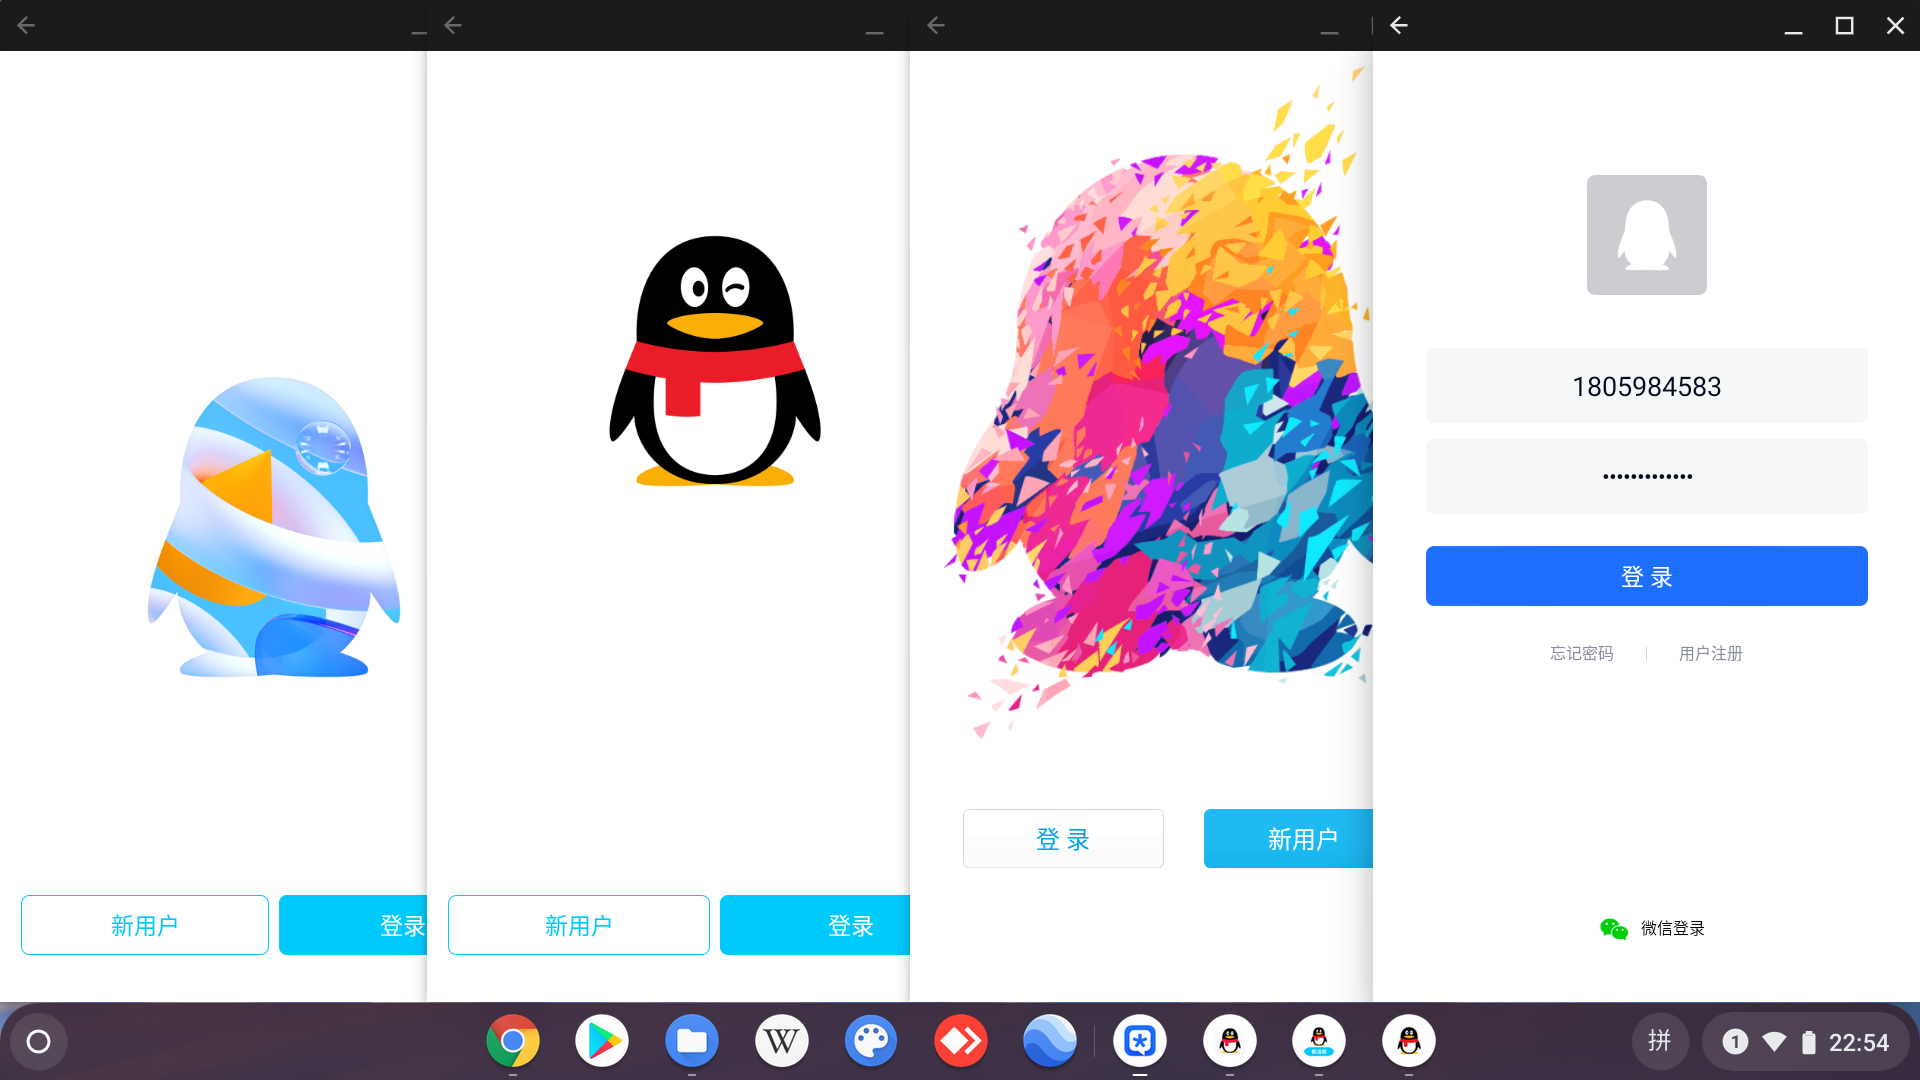 新用户
登录
新用户
登录
登 录
新用户
1805984583
•••••••••••••
登 录
忘记密码
用户注册
微信登录
W
拼
1
22:54